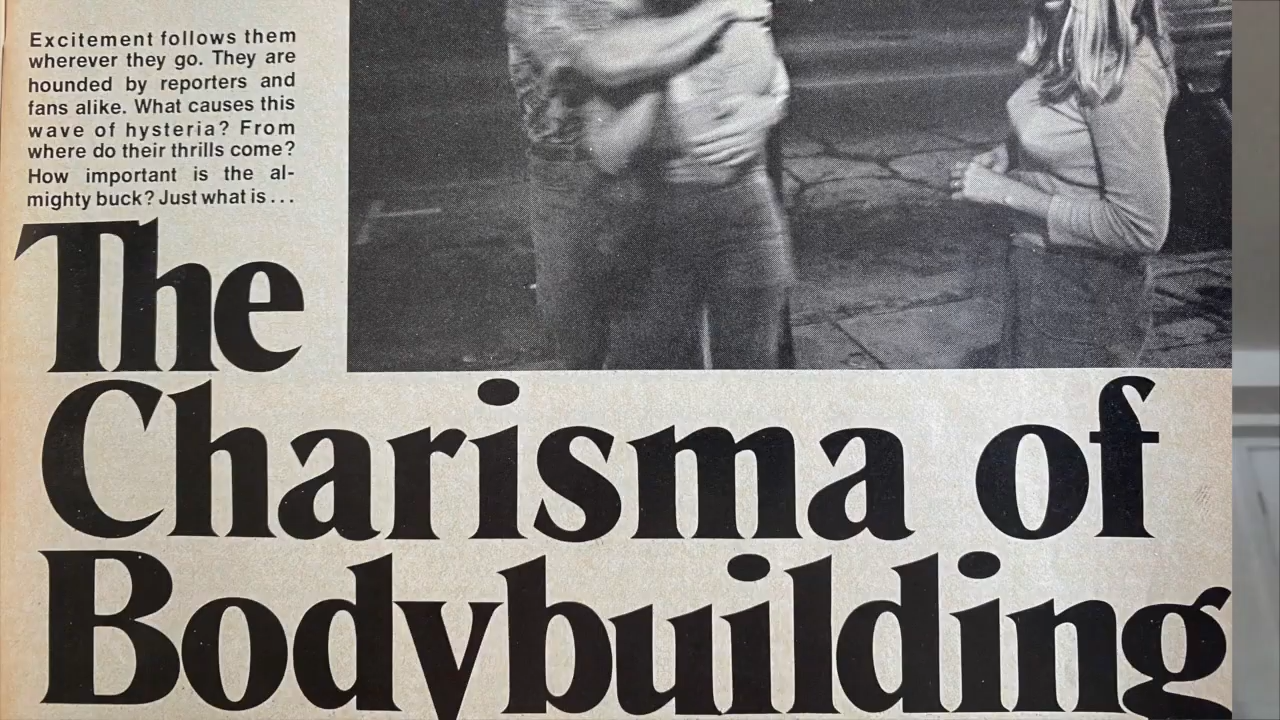 Excitement follows them
wherever they go. They are
hounded by reporters and
fans alike. What causes this
wave of hysteria? From
where do their thrills come?
How important is the al-
mighty buck? Just what is . . .
The
Charisma of
Bodybuilding